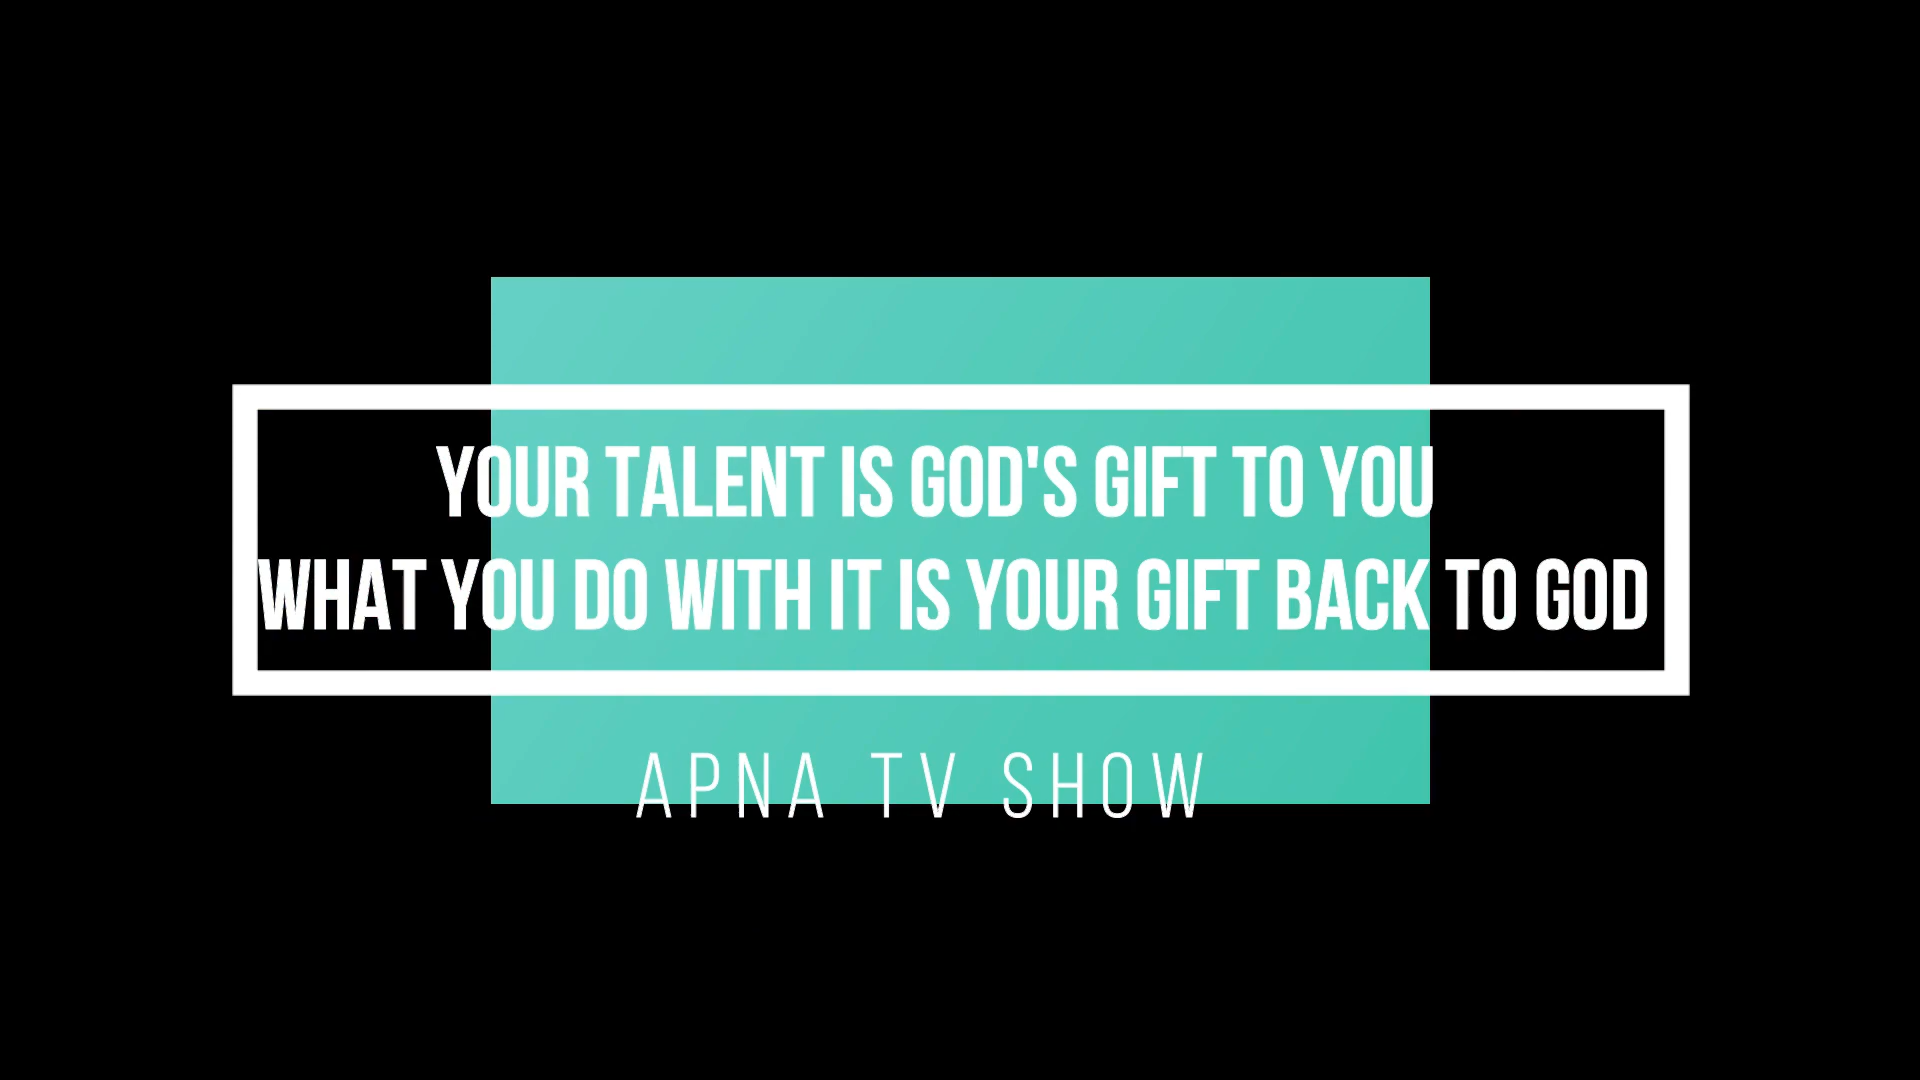 YOUR TALENT IS GOD'S GIFT TO YOU
WHAT YOU DO WITH IT IS YOUR GIFT BACK TO GOD
APNA TV SHOW